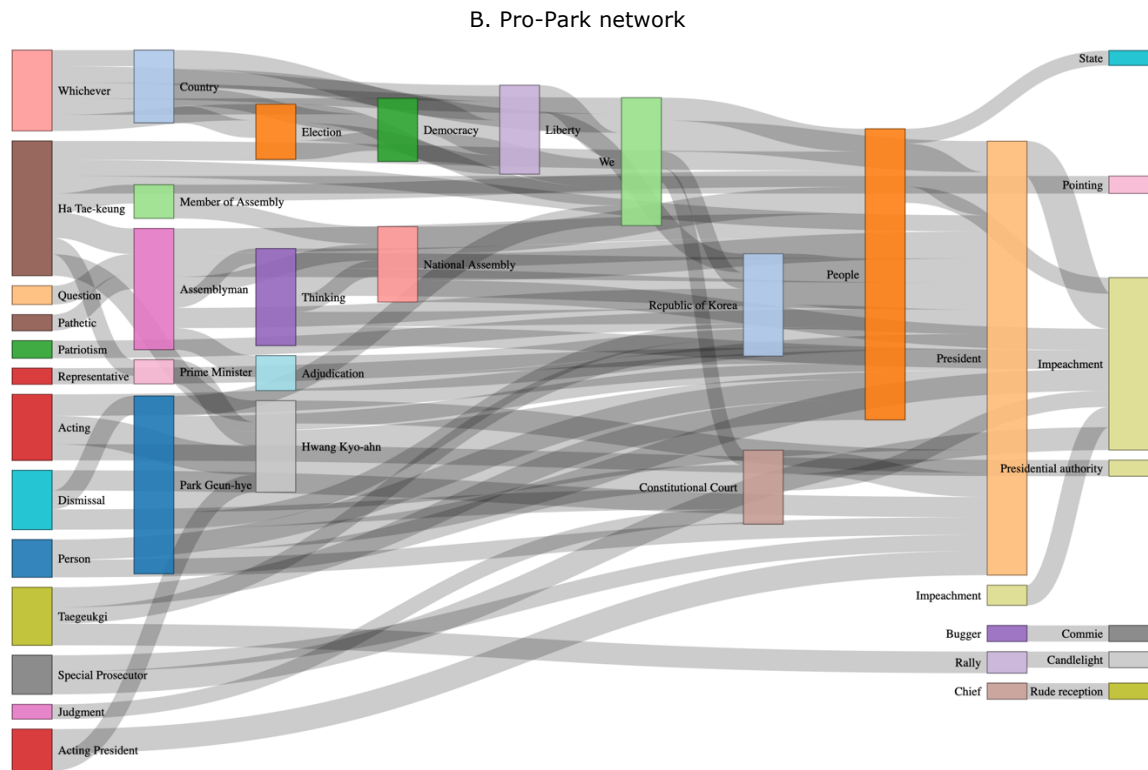 B. Pro-Park network
State
Whichever
Country
Election
Democracy
Liberty
We
Pointing
Member of Assembly
Ha Tae-keung
National Assembly
People
Assemblyman
Thinking
Republic of Korea
Question
Pathetic
Patriotism
President
Impeachment
Representative
Prime Minister
Adjudication
Acting
Hwang Kyo-ahn
Presidential authority
Park Geun-hye
Constitutional Court
Dismissal
Person
Impeachment
Taegeukgi
Bugger
Commie
Rally
Candlelight
Special Prosecutor
Chief
Rude reception
Judgment
Acting President